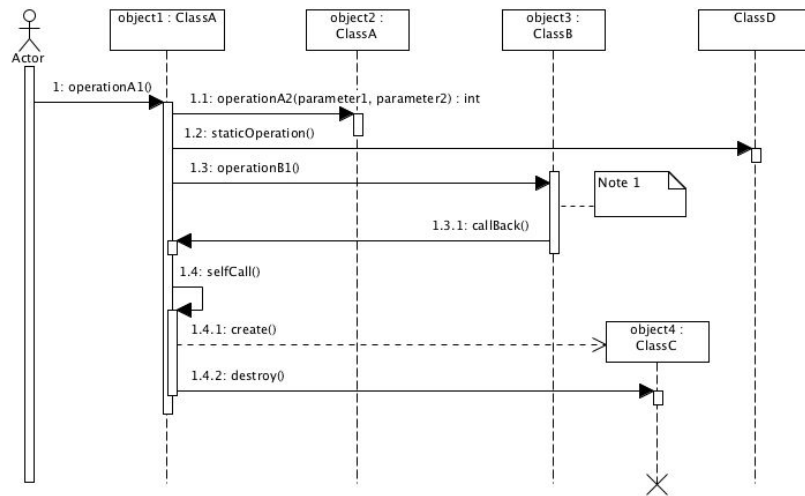 object1 : ClassA
object2 :
ClassA
object3 :
ClassB
ClassD
Actor
1: operationA1()
1.1: operationA2(parameter1, parameter2) : int
1.2: staticOperation()
1.3: operationB1()
Note 1
1.3.1: callBack()
1.4: selfCall()
1.4.1: create()
object4 :
ClassC
1.4.2: destroy()